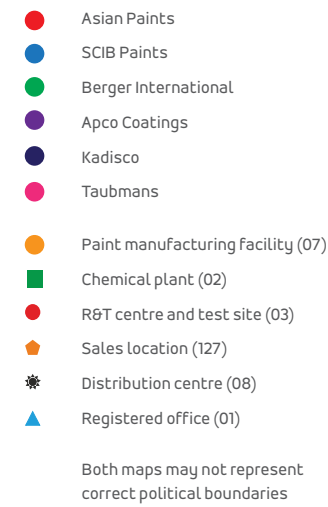 Asian Paints
SCIB Paints
Berger International
Apco Coatings
Kadisco
Taubmans
Paint manufacturing facility (07)
Chemical plant (02)
R&T centre and test site (03)
Sales location (127)
Distribution centre (08)
Registered office (01)
Both maps may not represent
correct political boundaries